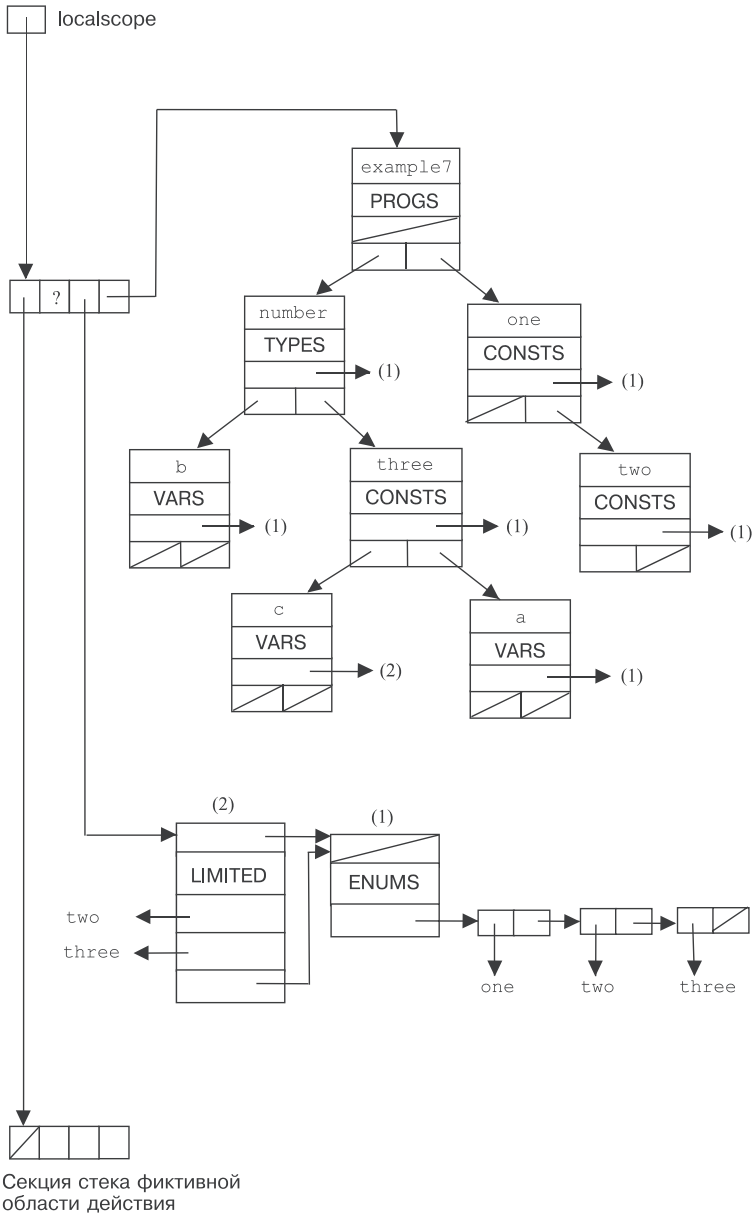 localscope
example7
PROGS
?
number
one
TYPES
CONSTS
(1)
(1)
b
three
two
VARS
CONSTS
CONSTS
(1)
(1)
(1)
c
a
VARS
VARS
(2)
(1)
(2)
(1)
LIMITED
ENUMS
two
three
one
two
three
Секция стека фиктивной
области действия